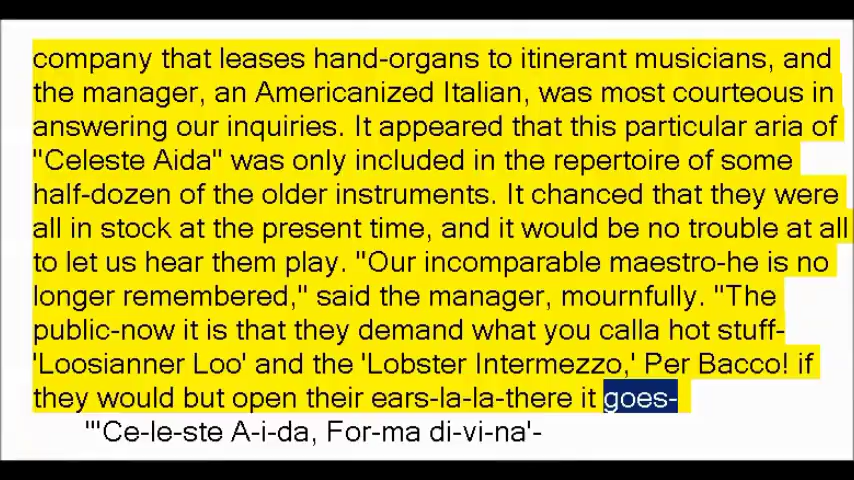 company that leases hand-organs to itinerant musicians, and
the manager, an Americanized Italian, was most courteous in
answering our inquiries. It appeared that this particular aria of
"Celeste Aida" was only included in the repertoire of some
half-dozen of the older instruments. It chanced that they were
all in stock at the present time, and it would be no trouble at all
to let us hear them play. "Our incomparable maestro-he is no
longer remembered," said the manager, mournfully. "The
public-now it is that they demand what you calla hot stuff-
'Loosianner Loo' and the 'Lobster Intermezzo,' Per Bacco! if
they would but open their ears-la-la-there it goes-
"'Ce-le-ste A-i-da, For-ma di-vi-na'-